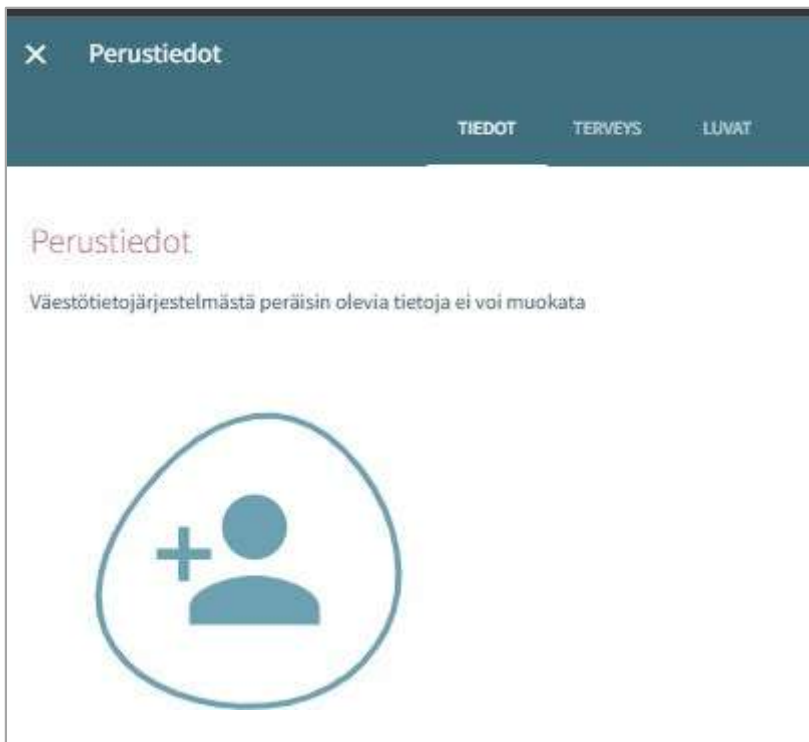 Perustiedot
TIEDOT TERVEYS LUVAT
Perustiedot
Väestötietojärjestelmästä peräisin olevia tietoja ei voi muokata